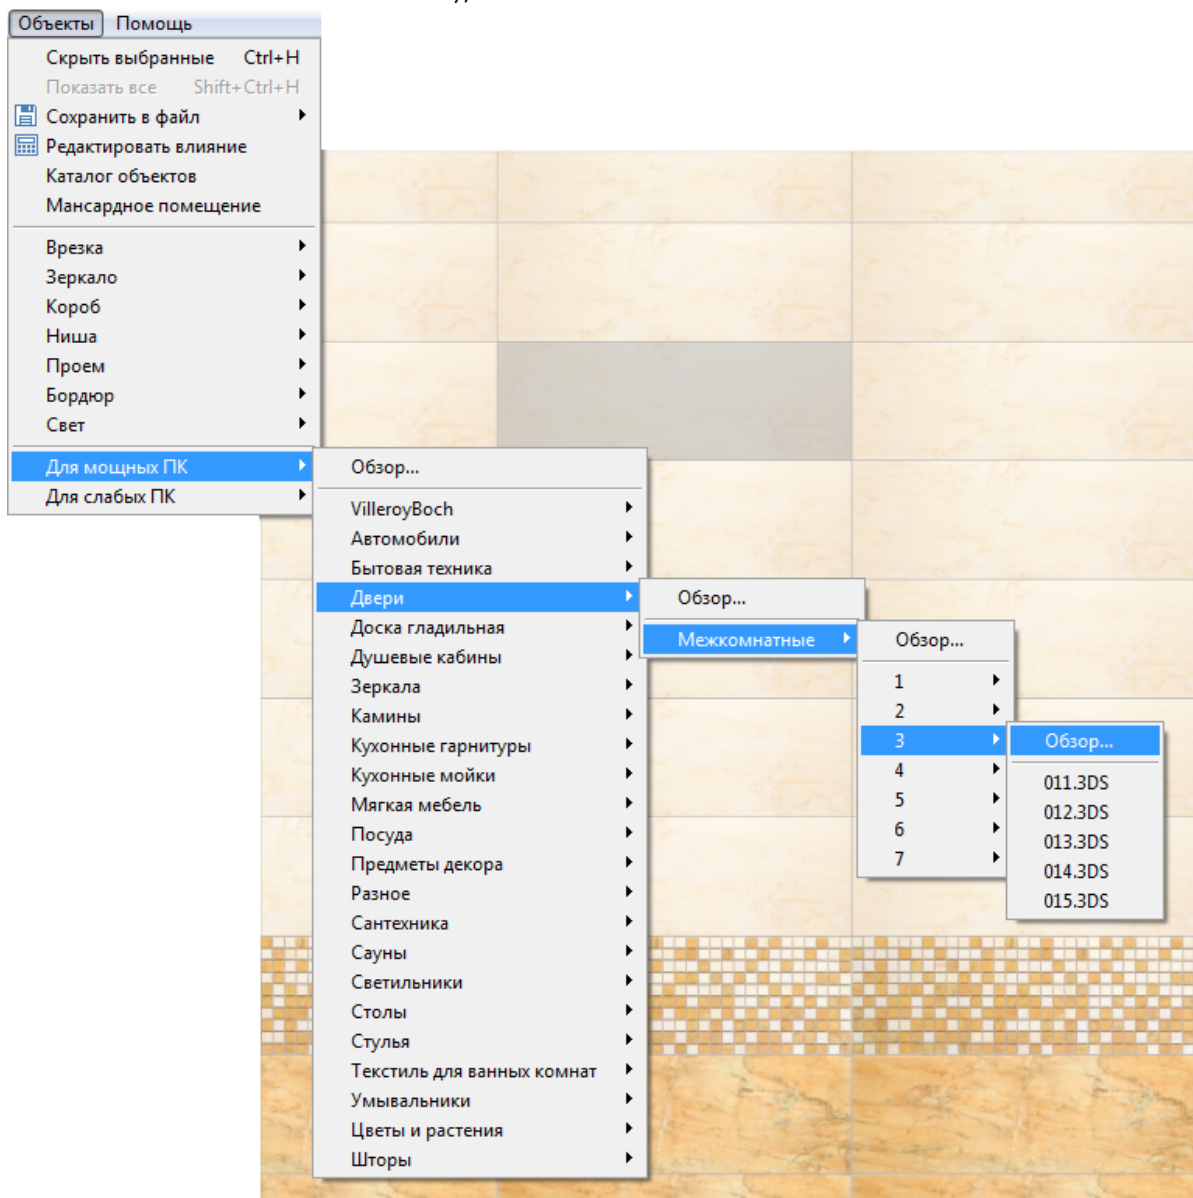 Объекты Помощь
Скрыть выбранные Ctrl+H
Показать все Shift+Ctrl+H
Сохранить в файл
Редактировать влияние
Каталог объектов
Мансардное помещение
Врезка
Зеркало
Короб
Ниша
Проем
Бордюр
Свет
Для мощных ПК
Для слабых ПК
Обзор...
VilleroyBoch
Автомобили
Бытовая техника
Двери
Доска гладильная
Душевые кабины
Зеркала
Камины
Кухонные гарнитуры
Кухонные мойки
Мягкая мебель
Посуда
Предметы декора
Разное
Сантехника
Сауны
Светильники
Столы
Стулья
Текстиль для ванных комнат
Умывальники
Цветы и растения
Шторы
Обзор...
Межкомнатные
Обзор...
1
2
3
4
5
6
7
Обзор...
011.3DS
012.3DS
013.3DS
014.3DS
015.3DS